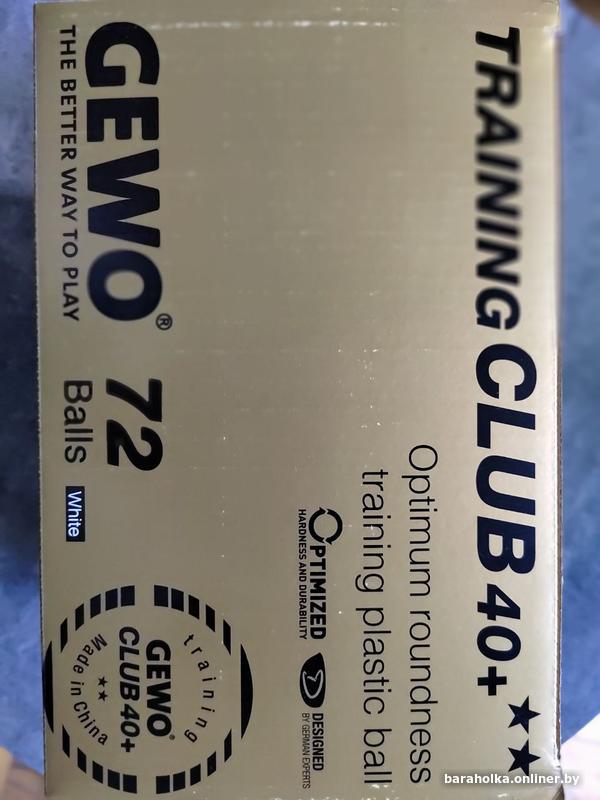 TRAINING CLUB 40+ ★★
Optimum roundness
training plastic ball
OPTIMIZED
HARDNESS AND DURABILITY
DESIGNED
BY GERMAN EXPERTS
GEWO® 72
THE BETTER WAY TO PLAY
Balls White
training
GEWO®
CLUB 40+
★★
Made in China
baraholka.onliner.by